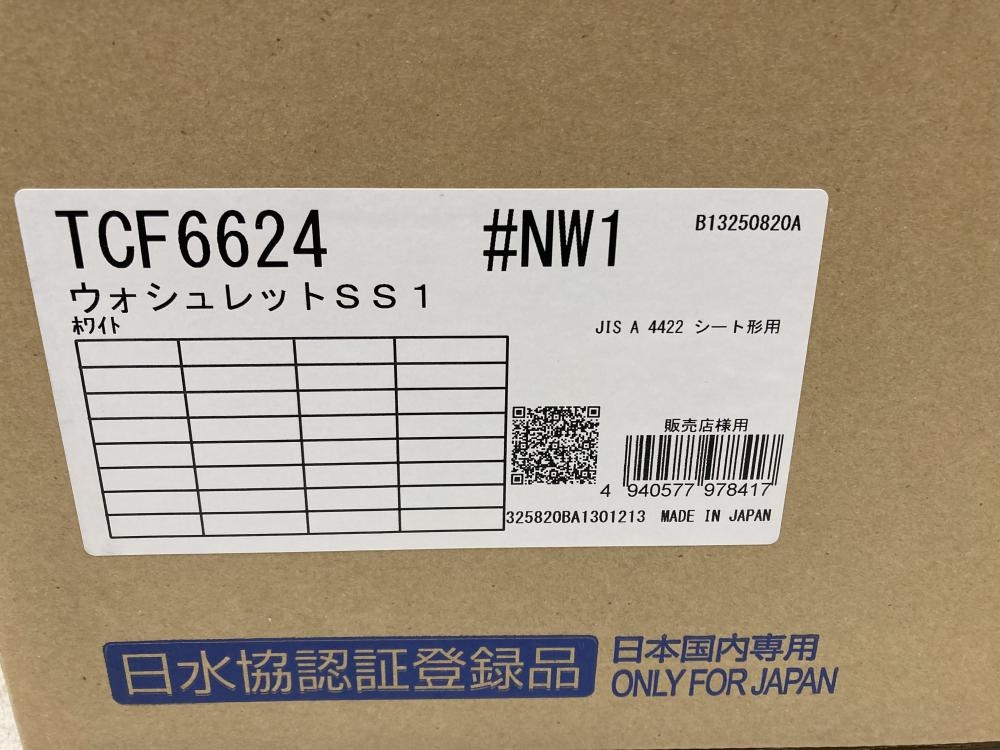 TCF6624 #NW1 B13250820A
ウォシュレットＳＳ１
ﾎﾜｲﾄ
JIS A 4422 シート形用
販売店様用
4 940577 978417
325820BA1301213 MADE IN JAPAN
日水協認証登録品
日本国内専用
ONLY FOR JAPAN